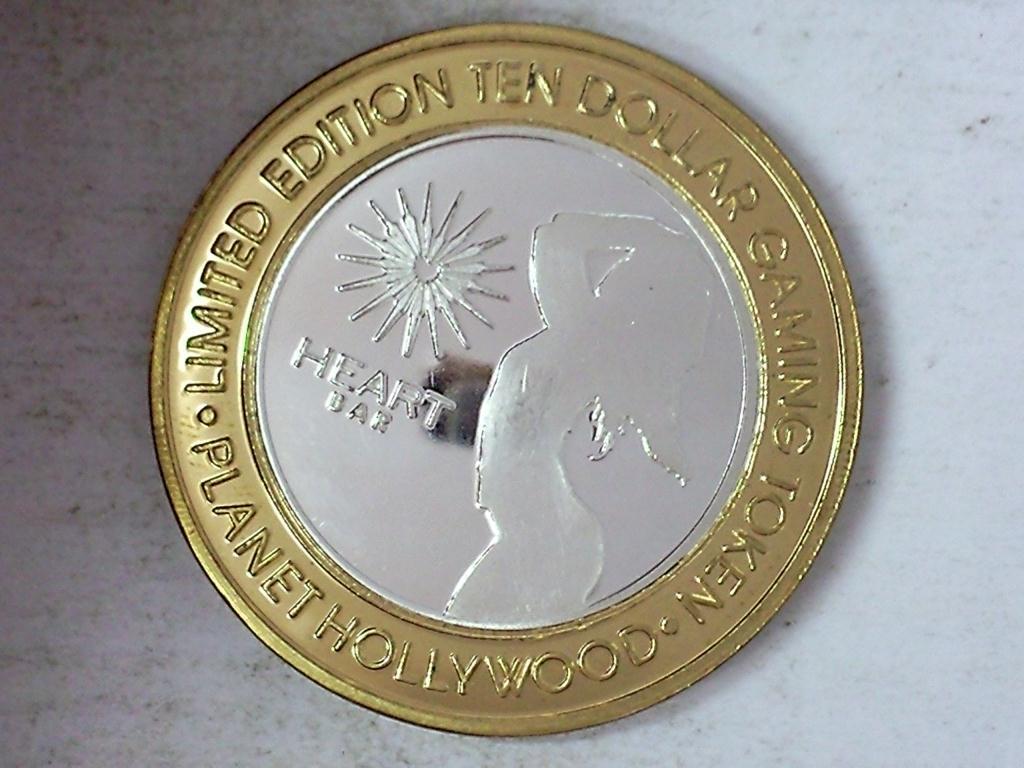 • LIMITED EDITION TEN DOLLAR GAMING TOKEN •
PLANET HOLLYWOOD
HEART
BAR